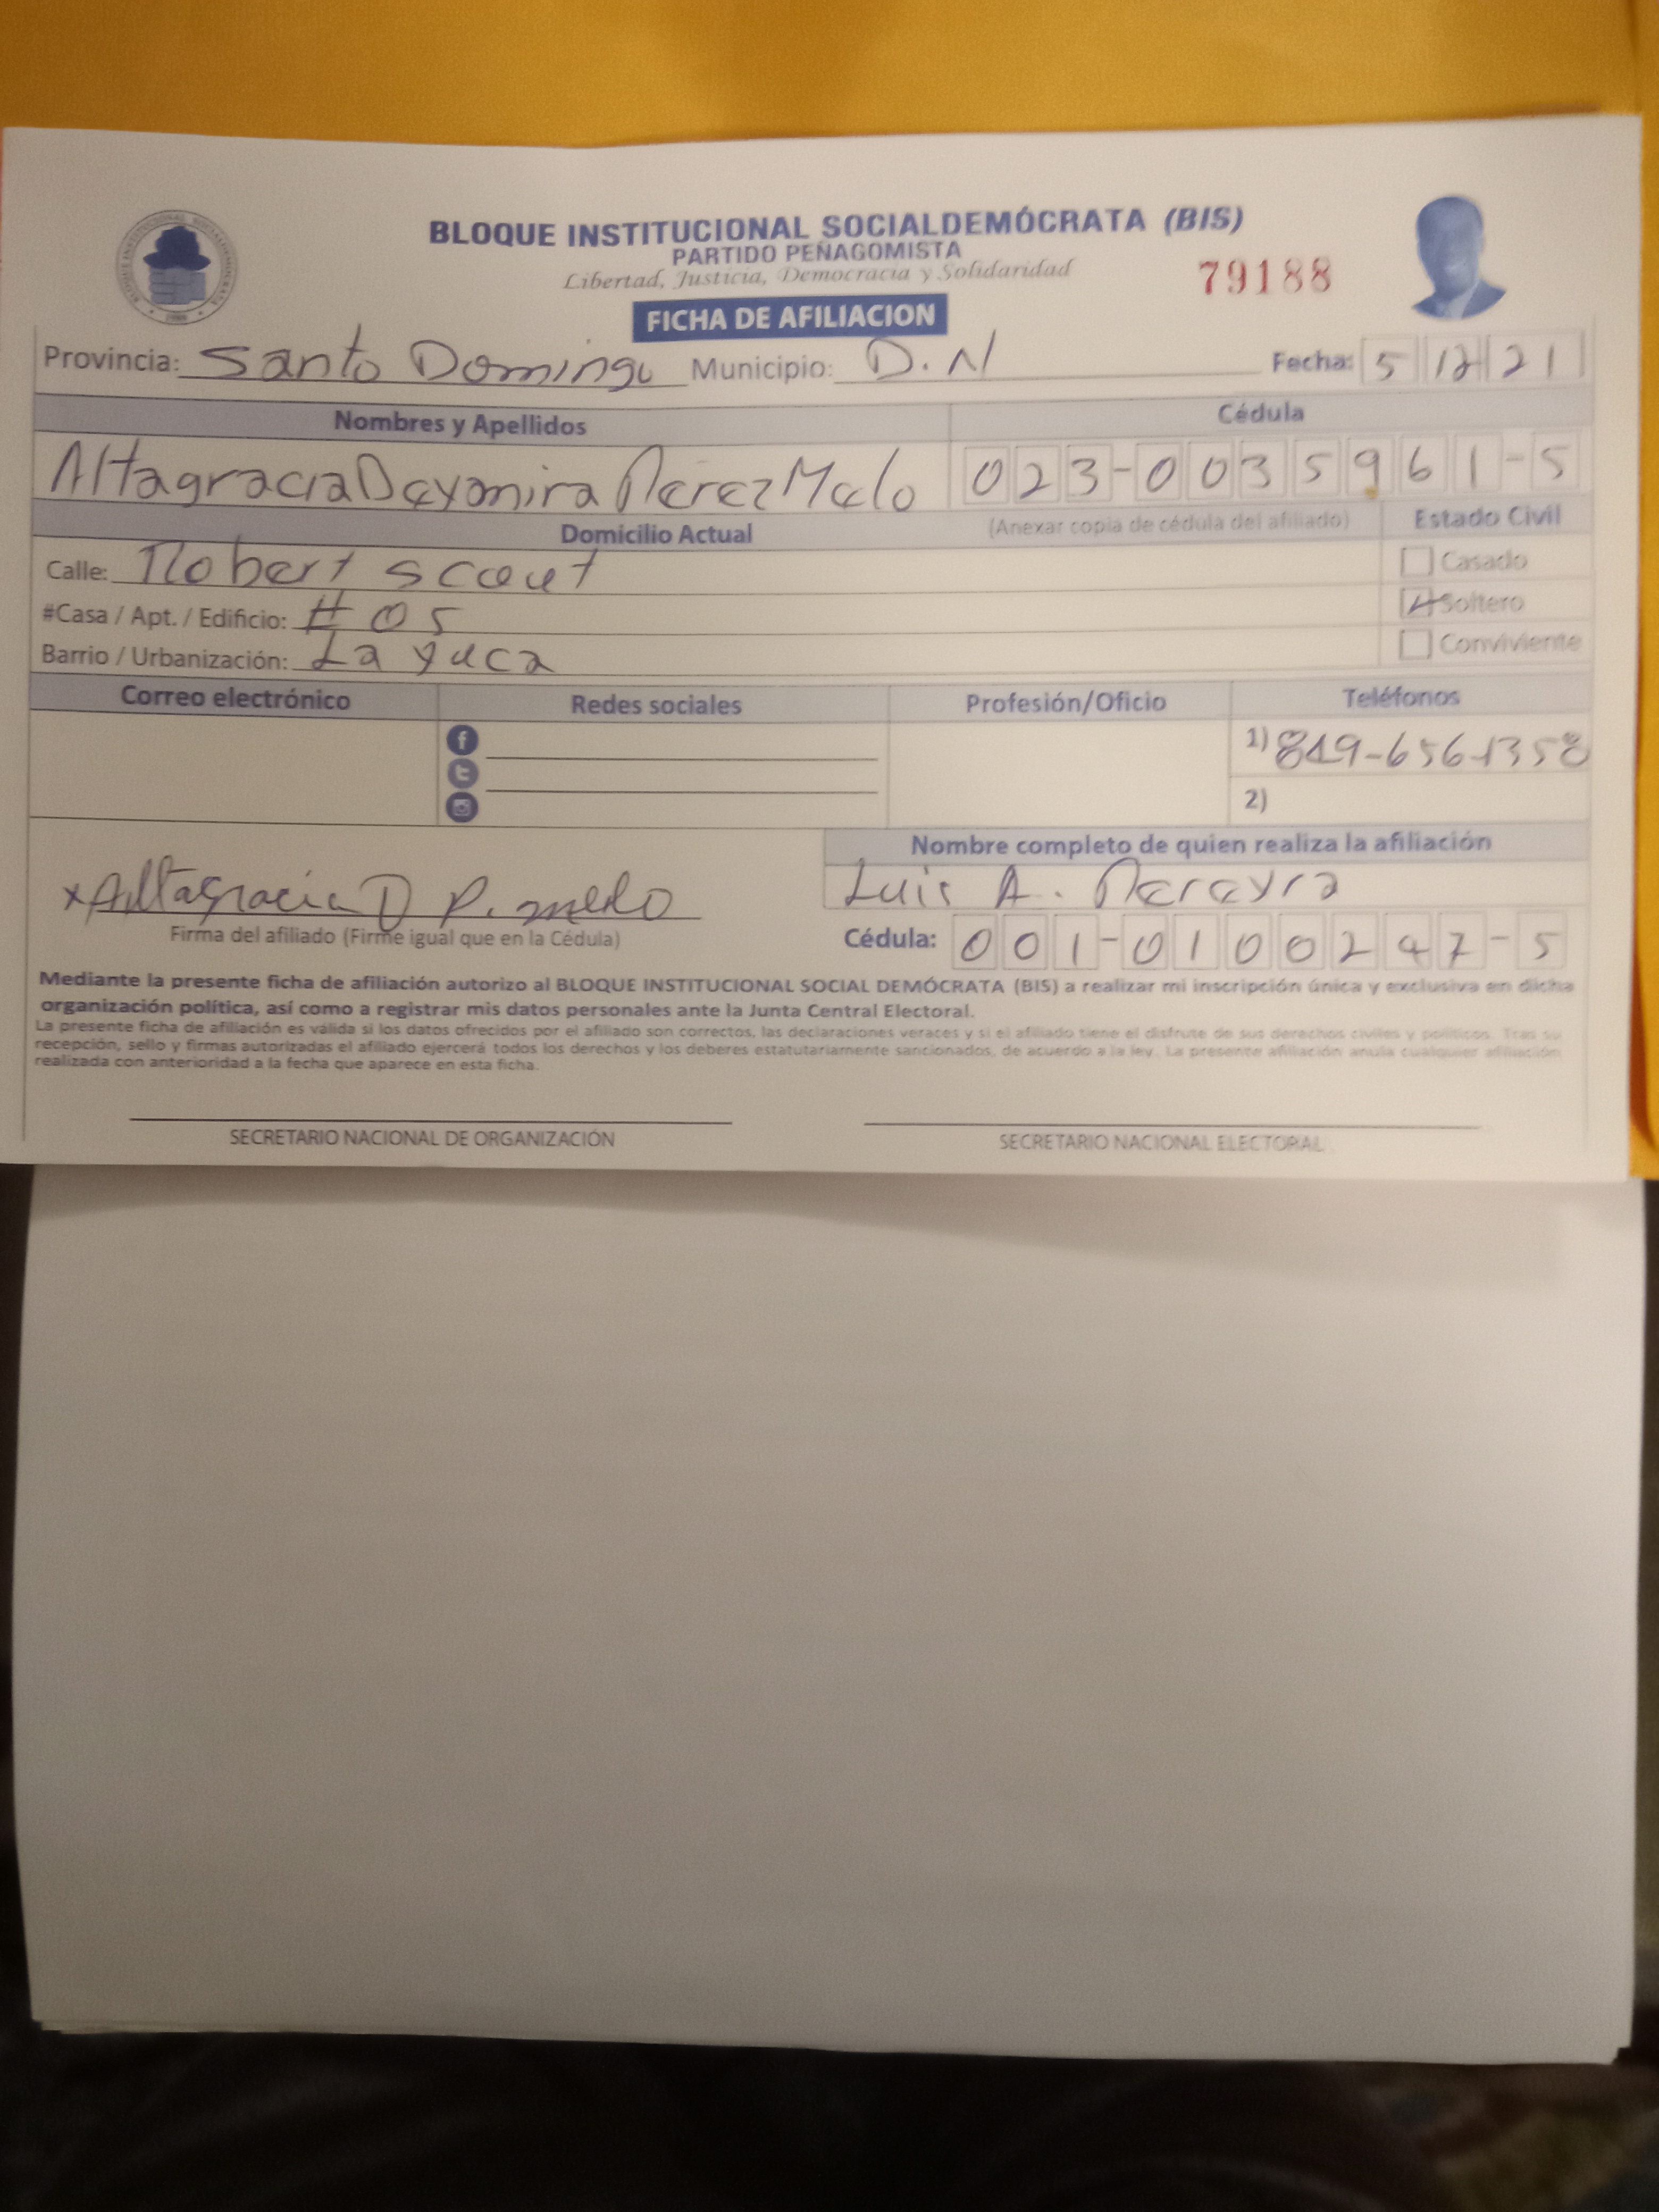 BLOQUE INSTITUCIONAL SOCIALDEMÓCRATA (BIS)
PARTIDO PEÑAGOMISTA
Libertad, Justicia, Democracia y Solidaridad
79188
FICHA DE AFILIACION
Provincia: Santo Domingo Municipio: D.N Fecha: 5 12 21
Nombres y Apellidos Cédula
Altagracia Dayanira Perez Melo 023-0035961-5
Domicilio Actual (Anexar copia de cédula del afiliado) Estado Civil
Calle: Robert scout Casado
#Casa / Apt. / Edificio: # 05 Soltero
Barrio / Urbanización: La yuca Conviviente
Correo electrónico Redes sociales Profesión/Oficio Teléfonos
1) 849-656-1358
2)
Nombre completo de quien realiza la afiliación
Luis A. Pereyra
xAltagracia D P. melo
Firma del afiliado (Firme igual que en la Cédula) Cédula: 001-0100247-5
Mediante la presente ficha de afiliación autorizo al BLOQUE INSTITUCIONAL SOCIAL DEMÓCRATA (BIS) a realizar mi inscripción única y exclusiva en dicha
organización política, así como a registrar mis datos personales ante la Junta Central Electoral.
La presente ficha de afiliación es válida si los datos ofrecidos por el afiliado son correctos, las declaraciones veraces y si el afiliado tiene el disfrute de sus derechos civiles y políticos. Tras su
recepción, sello y firmas autorizadas el afiliado ejercerá todos los derechos y los deberes estatutariamente sancionados, de acuerdo a la ley. La presente afiliación anula cualquier afiliación
realizada con anterioridad a la fecha que aparece en esta ficha.
SECRETARIO NACIONAL DE ORGANIZACIÓN SECRETARIO NACIONAL ELECTORAL